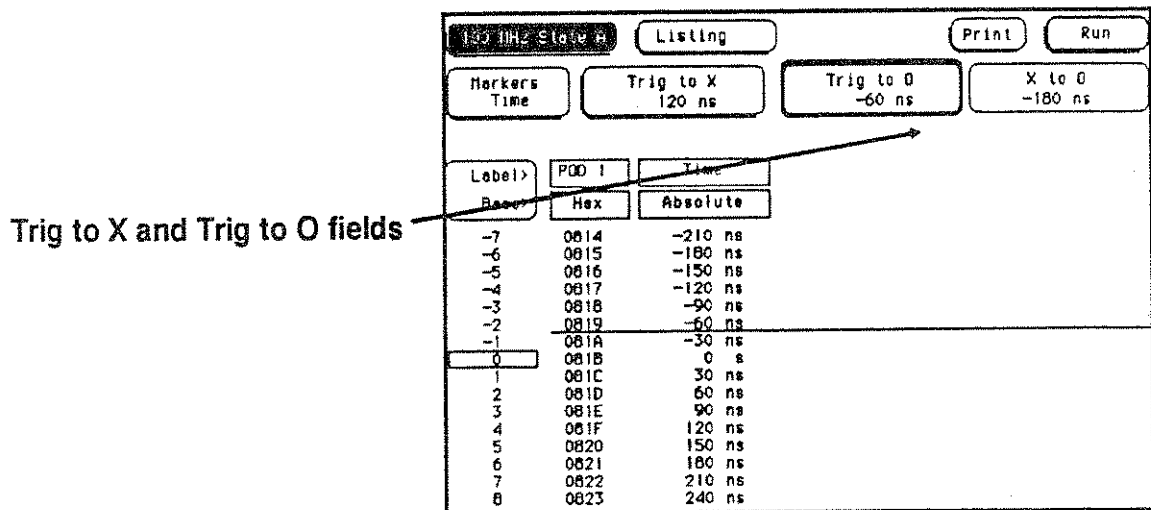 Listing Print Run
Markers Time Trig to X 120 ns Trig to O -60 ns X to O -180 ns
Label> POD 1 Time
Base> Hex Absolute
Trig to X and Trig to O fields
-7 0814 -210 ns
-6 0815 -180 ns
-5 0816 -150 ns
-4 0817 -120 ns
-3 0818 -90 ns
-2 0819 -60 ns
-1 081A -30 ns
0 081B 0 s
1 081C 30 ns
2 081D 60 ns
3 081E 90 ns
4 081F 120 ns
5 0820 150 ns
6 0821 180 ns
7 0822 210 ns
8 0823 240 ns